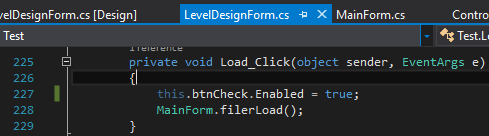 velDesignForm.cs [Design]
LevelDesignForm.cs
MainForm.cs
Contro
Test
Test.L
1 reference
225 private void Load_Click(object sender, EventArgs e)
226 {
227 this.btnCheck.Enabled = true;
228 MainForm.filerLoad();
229 }